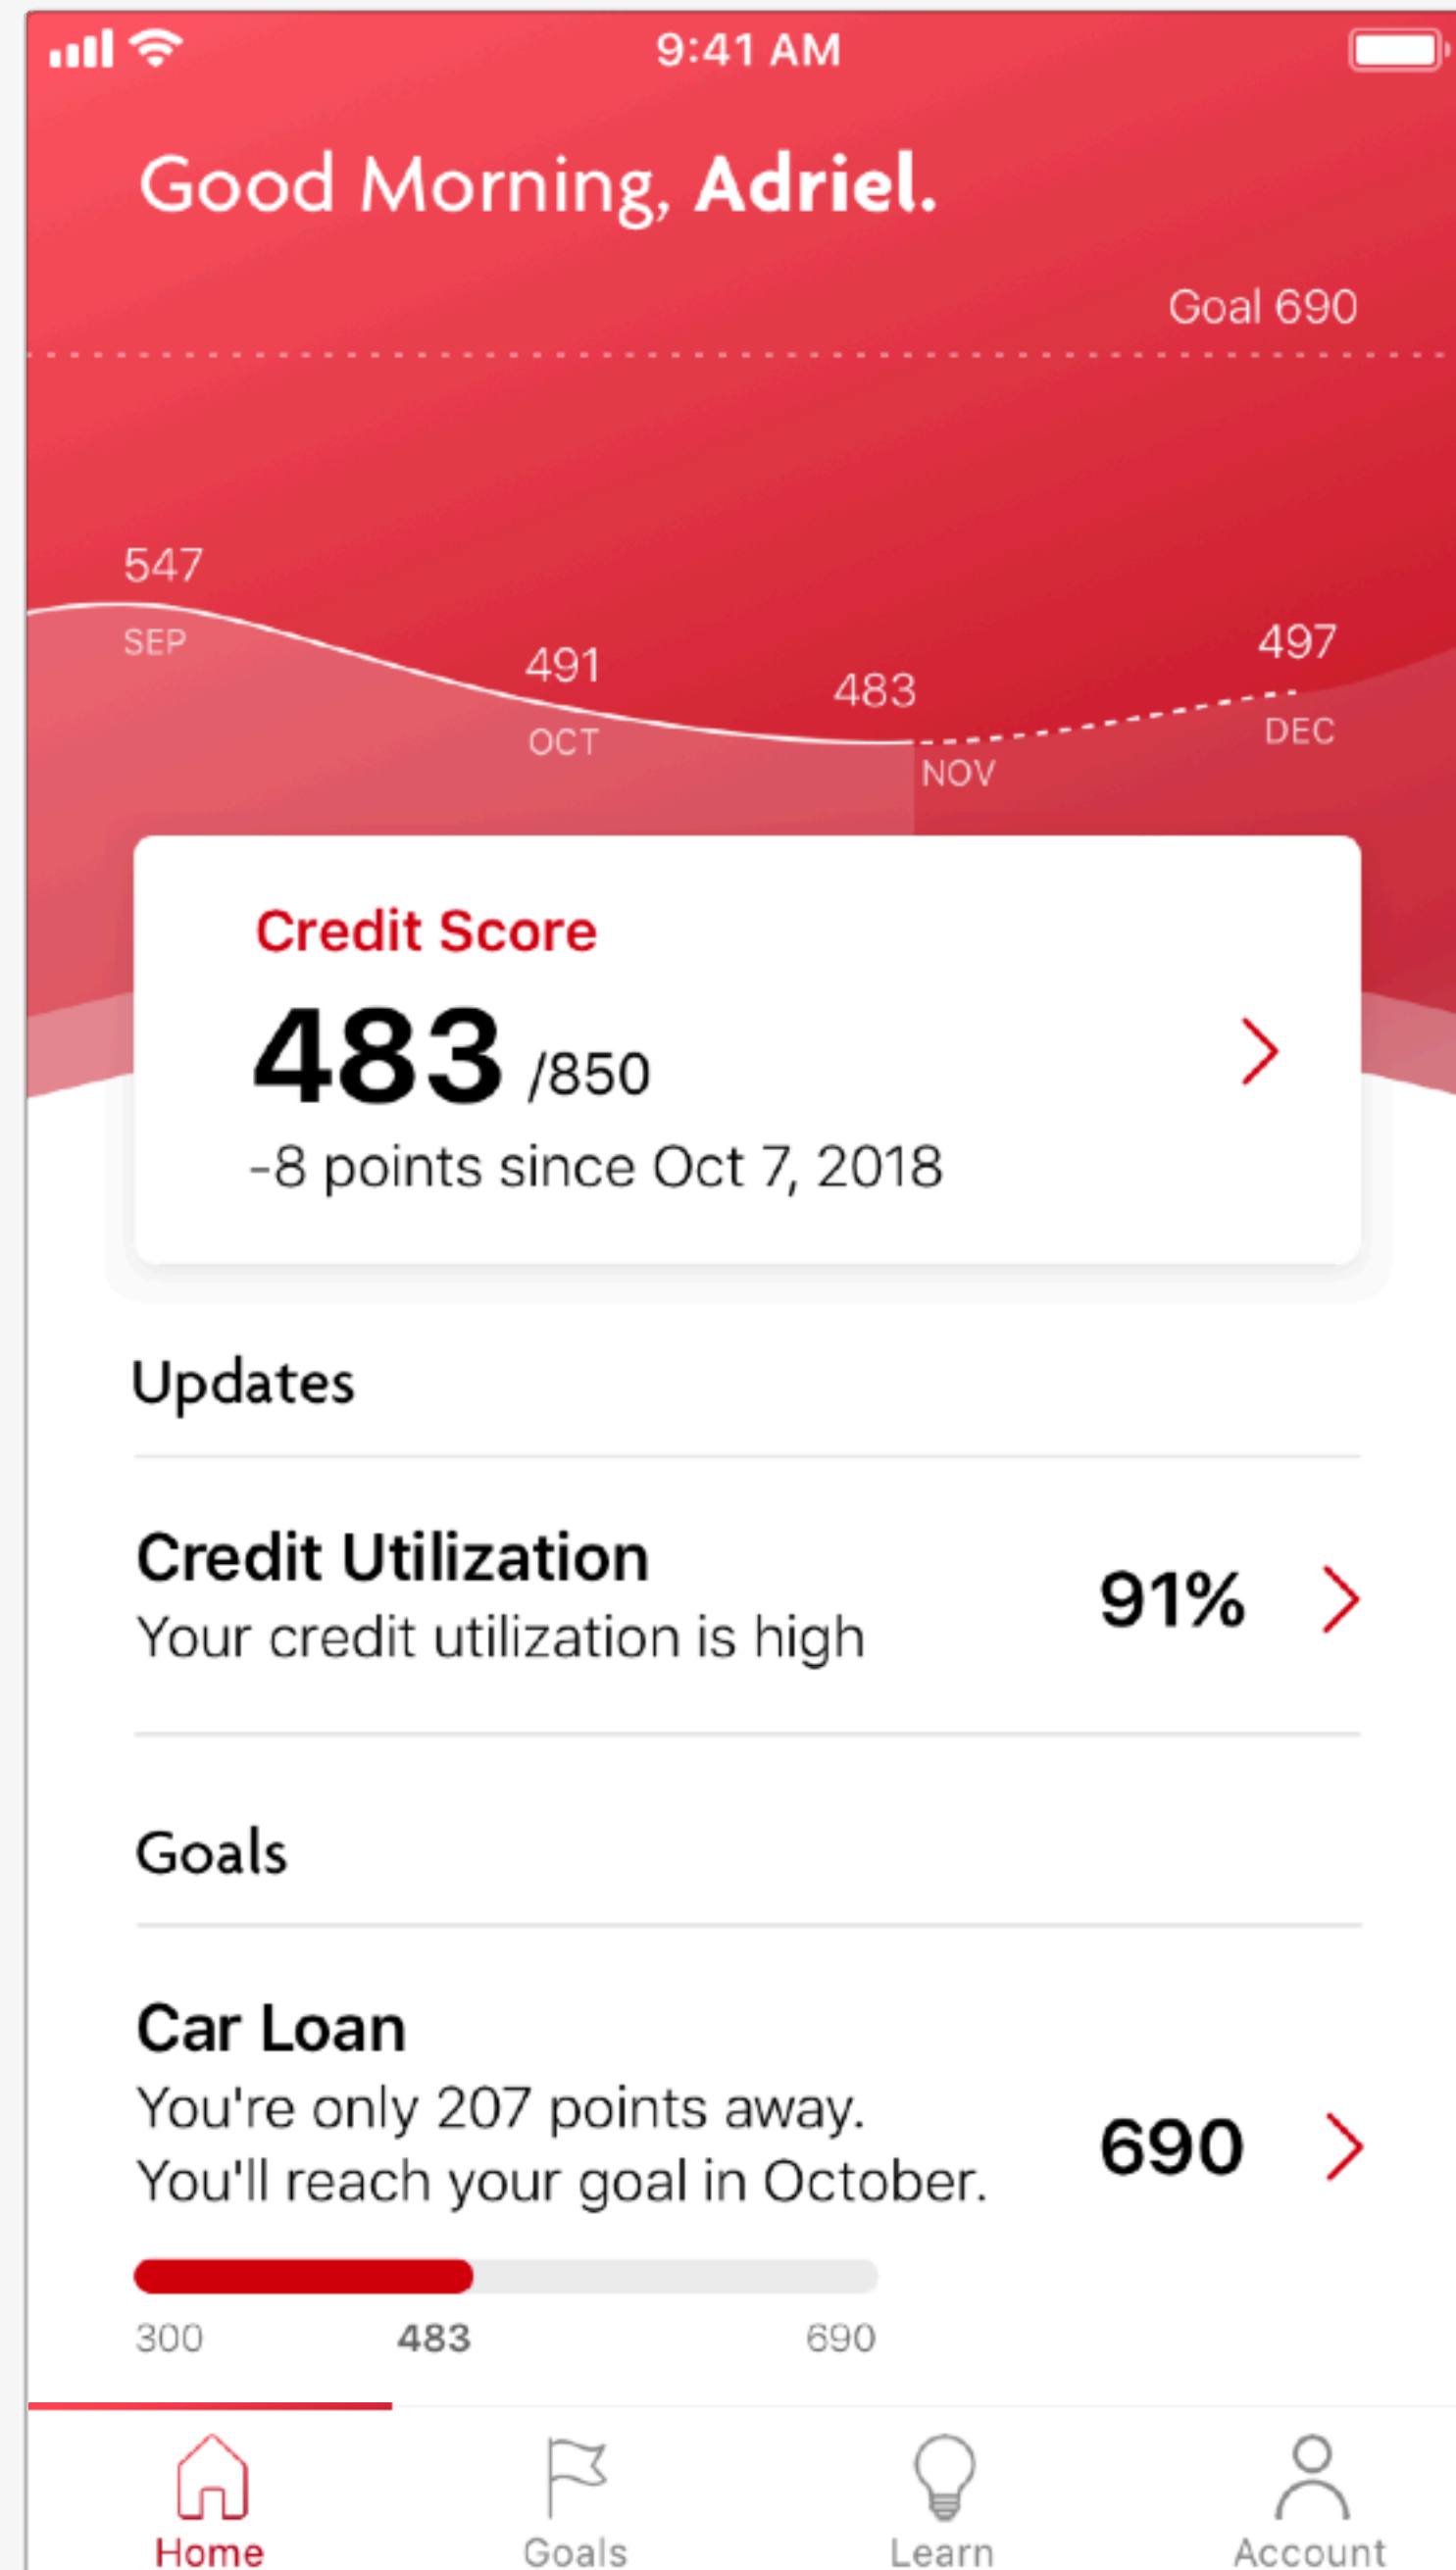 9:41 AM
Good Morning, Adriel.
Goal 690
547
SEP
491
OCT
483
NOV
497
DEC
Credit Score
483 /850
-8 points since Oct 7, 2018
Updates
Credit Utilization
Your credit utilization is high
91%
Goals
Car Loan
You're only 207 points away.
You'll reach your goal in October.
690
300 483 690
Home Goals Learn Account